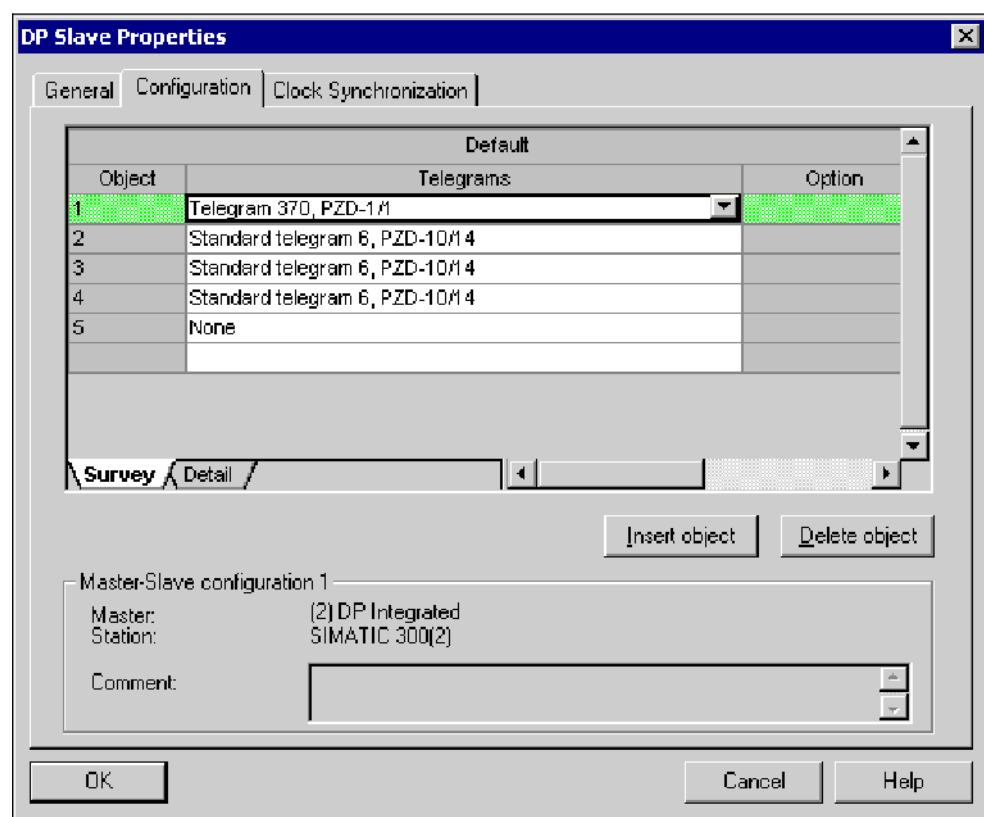 DP Slave Properties
General Configuration Clock Synchronization
Default
Object Telegrams Option
1 Telegram 370, PZD-1/1
2 Standard telegram 6, PZD-10/14
3 Standard telegram 6, PZD-10/14
4 Standard telegram 6, PZD-10/14
5 None
Survey Detail
Insert object Delete object
Master-Slave configuration 1
Master: (2) DP Integrated
Station: SIMATIC 300(2)
Comment:
OK Cancel Help